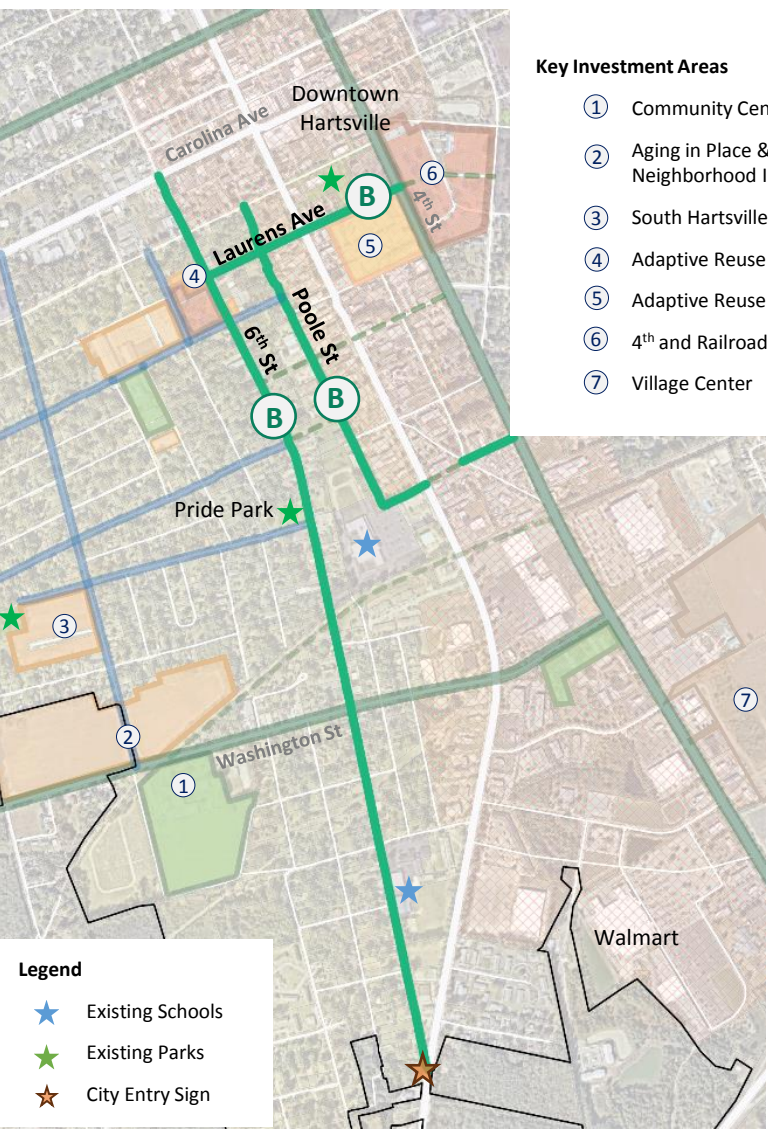 Downtown
Hartsville
Carolina Ave
Key Investment Areas
1 Community Cen
2 Aging in Place &
Neighborhood I
3 South Hartsville
4 Adaptive Reuse
5 Adaptive Reuse
6 4th and Railroad
7 Village Center
6
4th St
B
Laurens Ave
5
4
Poole St
6th St
B
B
Pride Park
3
7
2
Washington St
1
Walmart
Legend
Existing Schools
Existing Parks
City Entry Sign